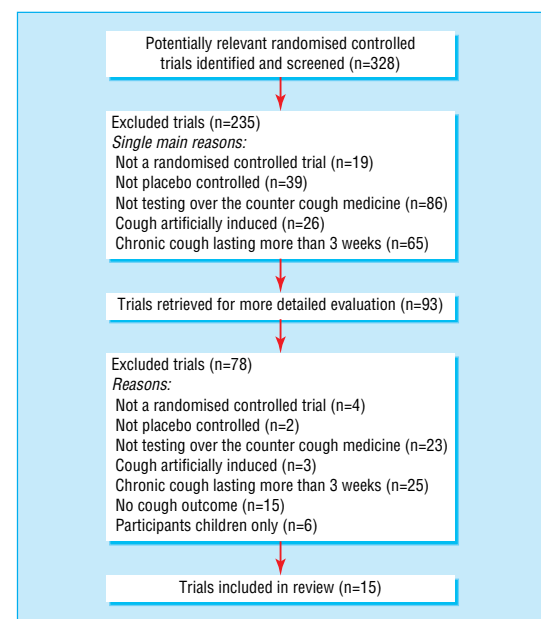 Potentially relevant randomised controlled
trials identified and screened (n=328)
Excluded trials (n=235)
Single main reasons:
Not a randomised controlled trial (n=19)
Not placebo controlled (n=39)
Not testing over the counter cough medicine (n=86)
Cough artificially induced (n=26)
Chronic cough lasting more than 3 weeks (n=65)
Trials retrieved for more detailed evaluation (n=93)
Excluded trials (n=78)
Reasons:
Not a randomised controlled trial (n=4)
Not placebo controlled (n=2)
Not testing over the counter cough medicine (n=23)
Cough artificially induced (n=3)
Chronic cough lasting more than 3 weeks (n=25)
No cough outcome (n=15)
Participants children only (n=6)
Trials included in review (n=15)